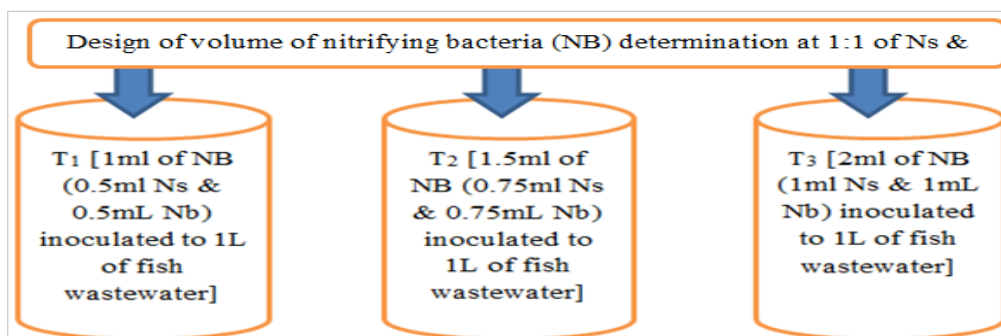 Design of volume of nitrifying bacteria (NB) determination at 1:1 of Ns &
T1 [1ml of NB
(0.5ml Ns &
0.5mL Nb)
inoculated to 1L
of fish
wastewater]
T2 [1.5ml of
NB (0.75ml Ns
& 0.75mL Nb)
inoculated to
1L of fish
wastewater]
T3 [2ml of NB
(1ml Ns & 1mL
Nb) inoculated
to 1L of fish
wastewater]